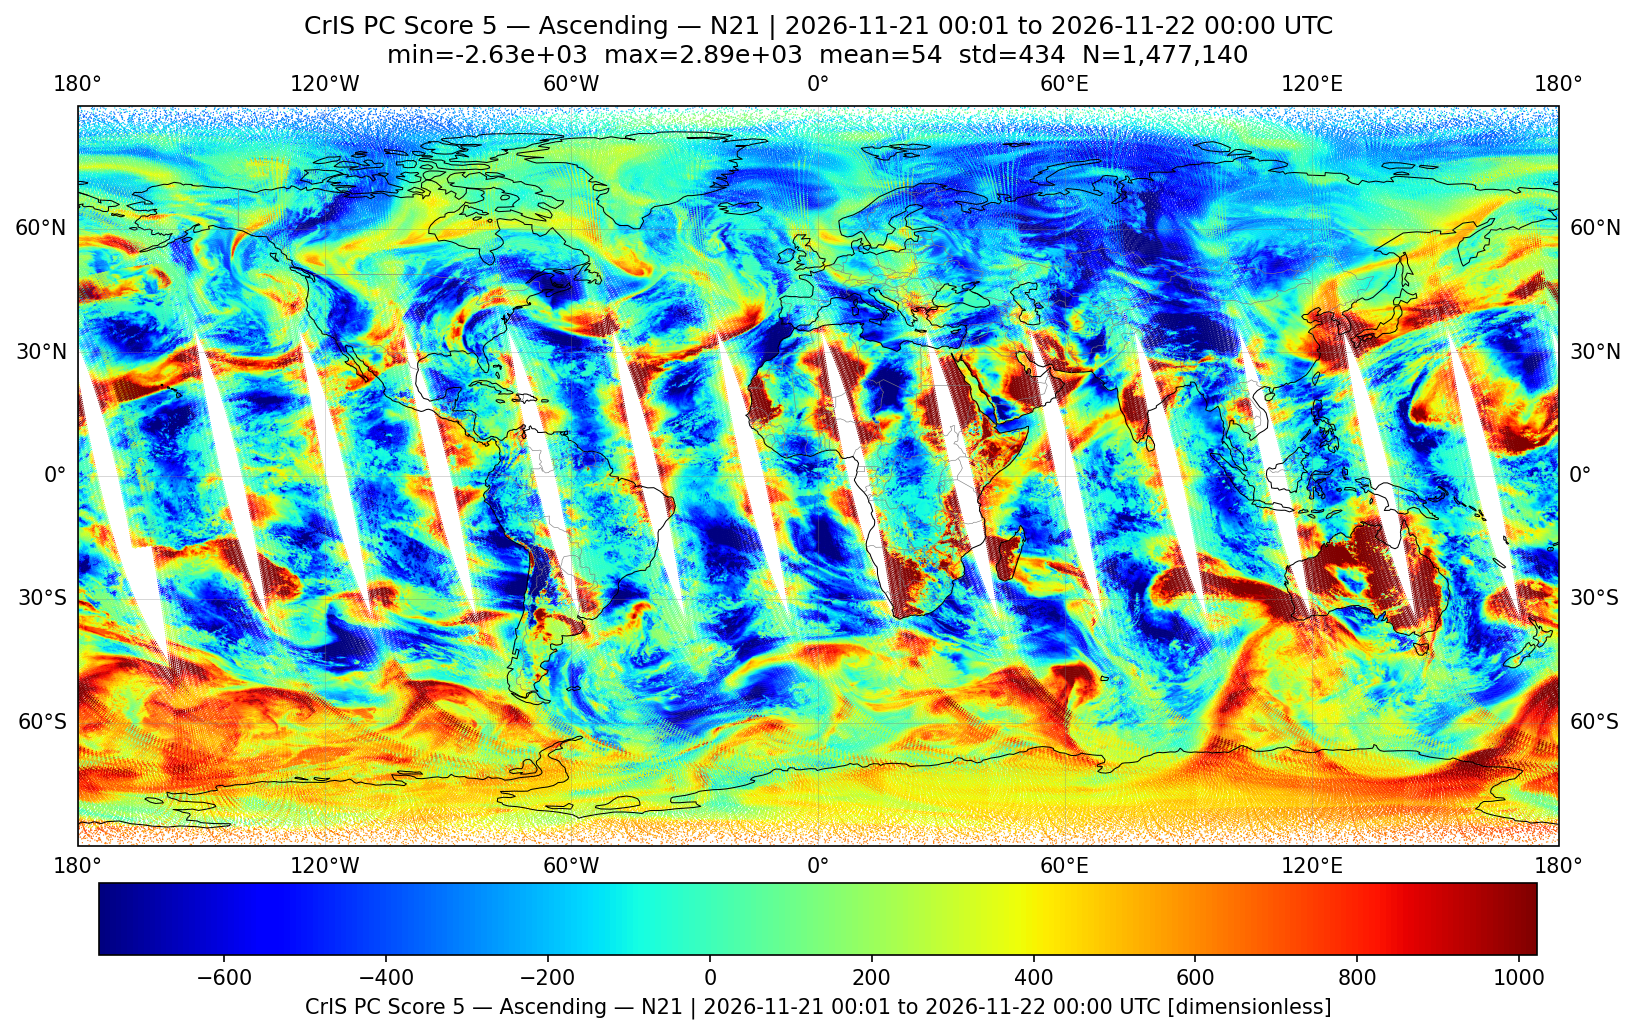 CrIS PC Score 5 — Ascending — N21 | 2026-11-21 00:01 to 2026-11-22 00:00 UTC
min=-2.63e+03 max=2.89e+03 mean=54 std=434 N=1,477,140
180° 120°W 60°W 0° 60°E 120°E 180°
60°N 60°N
30°N 30°N
0° 0°
30°S 30°S
60°S 60°S
180° 120°W 60°W 0° 60°E 120°E 180°
−600 −400 −200 0 200 400 600 800 1000
CrIS PC Score 5 — Ascending — N21 | 2026-11-21 00:01 to 2026-11-22 00:00 UTC [dimensionless]